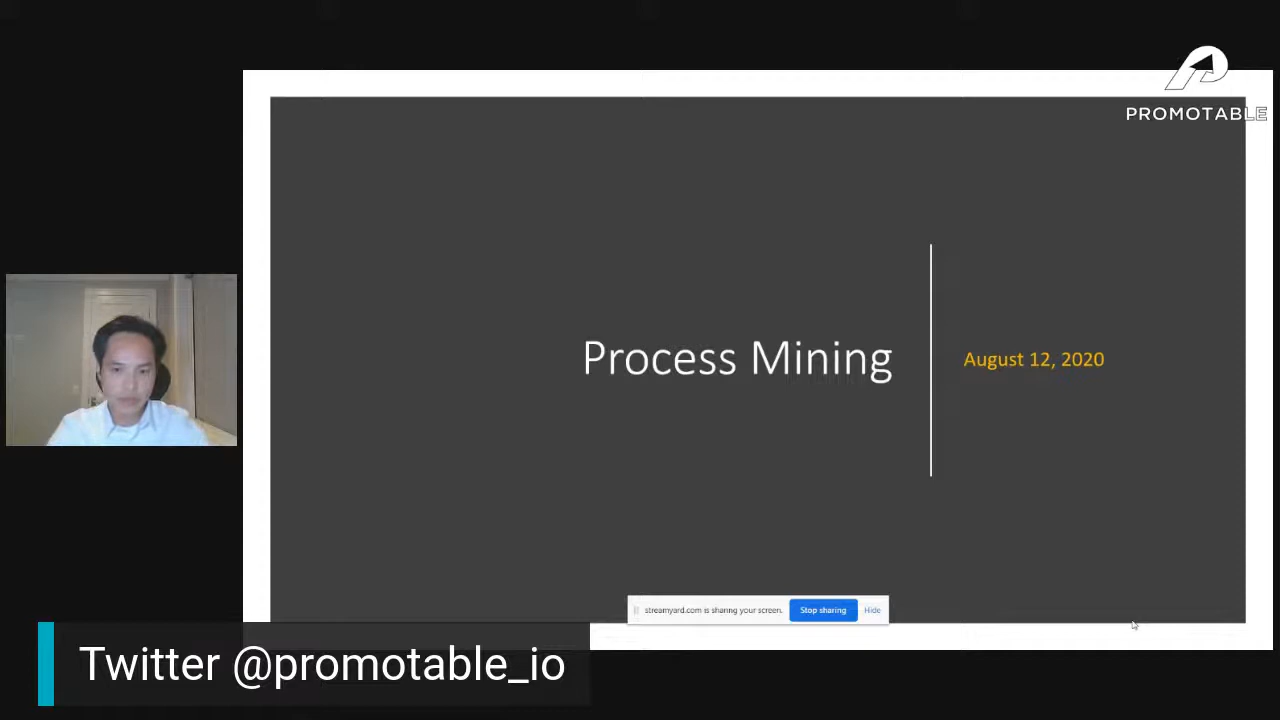 PROMOTABLE
Process Mining
August 12, 2020
streamyard.com is sharing your screen.
Stop sharing
Hide
Twitter @promotable_io